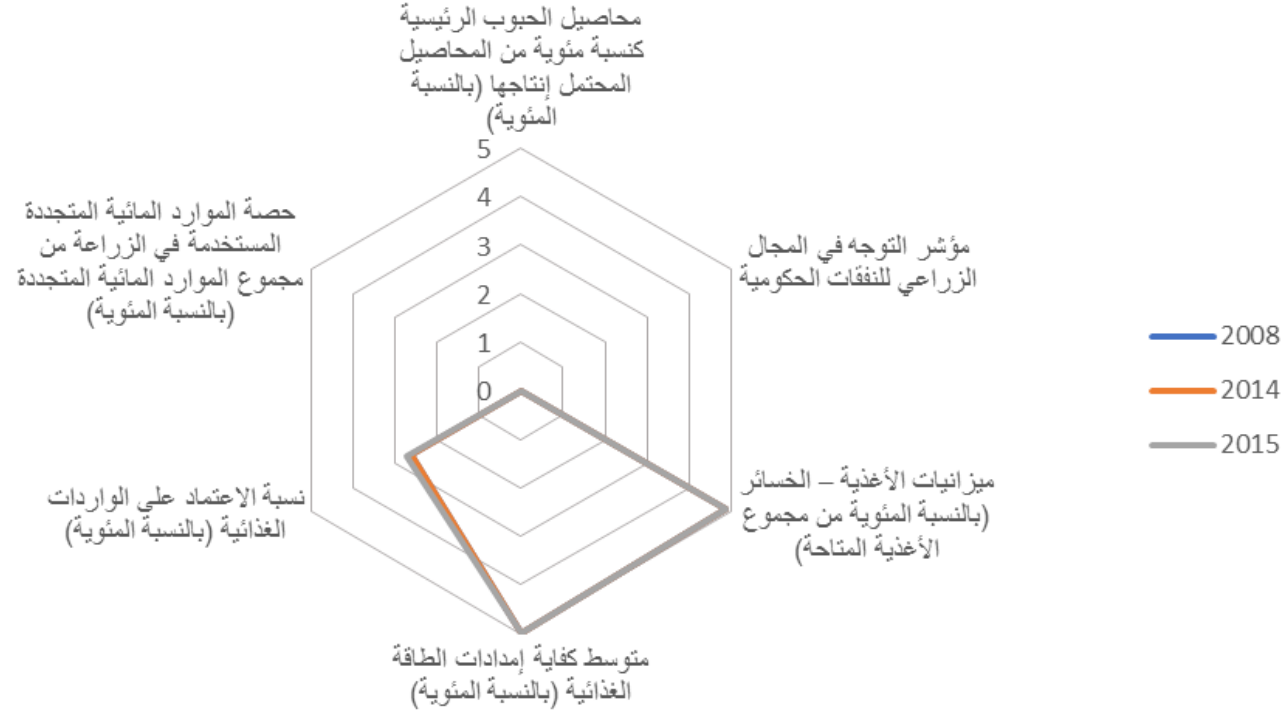 محاصيل الحبوب الرئيسية
كنسبة مئوية من المحاصيل
المحتمل إنتاجها (بالنسبة
المئوية)
5
4
3
2
1
0
مؤشر التوجه في المجال
الزراعي للنفقات الحكومية
حصة الموارد المائية المتجددة
المستخدمة في الزراعة من
مجموع الموارد المائية المتجددة
(بالنسبة المئوية)
2008
2014
2015
ميزانيات الأغذية – الخسائر
(بالنسبة المئوية من مجموع
الأغذية المتاحة)
نسبة الاعتماد على الواردات
الغذائية (بالنسبة المئوية)
متوسط كفاية إمدادات الطاقة
الغذائية (بالنسبة المئوية)